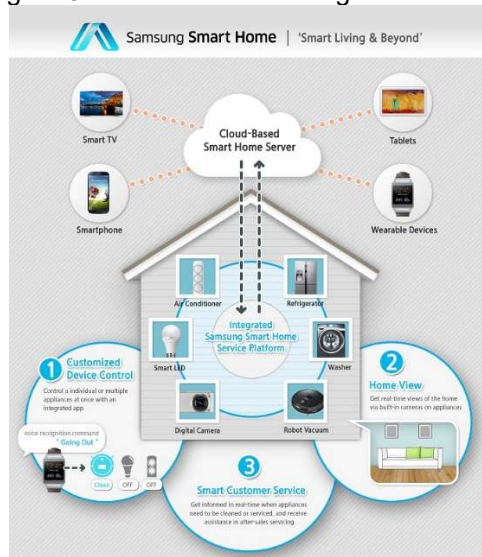 Samsung Smart Home | 'Smart Living & Beyond'
Cloud-Based
Smart Home Server
Smart TV
Tablets
Smartphone
Wearable Devices
Air Conditioner
Refrigerator
Integrated
Samsung Smart Home
Service Platform
Smart LED
Washer
Digital Camera
Robot Vacuum
1
Customized
Device Control
Control a individual or multiple
appliances at once with an
integrated app
voice recognition command
" Going Out "
Clean
OFF
OFF
2
Home View
Get real-time views of the home
via built-in cameras on appliances
3
Smart Customer Service
Get informed in real-time when appliances
need to be cleaned or serviced, and receive
assistance in after-sales servicing